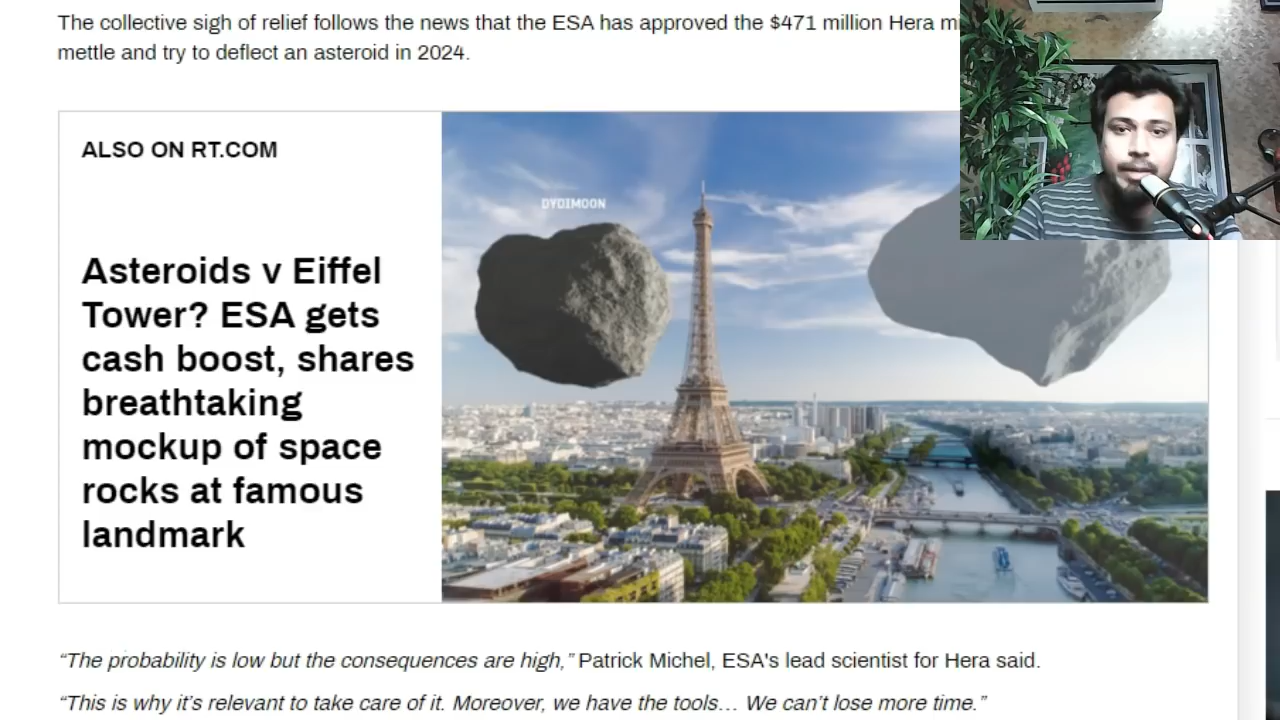 The collective sigh of relief follows the news that the ESA has approved the $471 million Hera
mettle and try to deflect an asteroid in 2024.
ALSO ON RT.COM
DYDIMOON
Asteroids v Eiffel
Tower? ESA gets
cash boost, shares
breathtaking
mockup of space
rocks at famous
landmark
“The probability is low but the consequences are high,” Patrick Michel, ESA's lead scientist for Hera said.
“This is why it’s relevant to take care of it. Moreover, we have the tools… We can’t lose more time.”